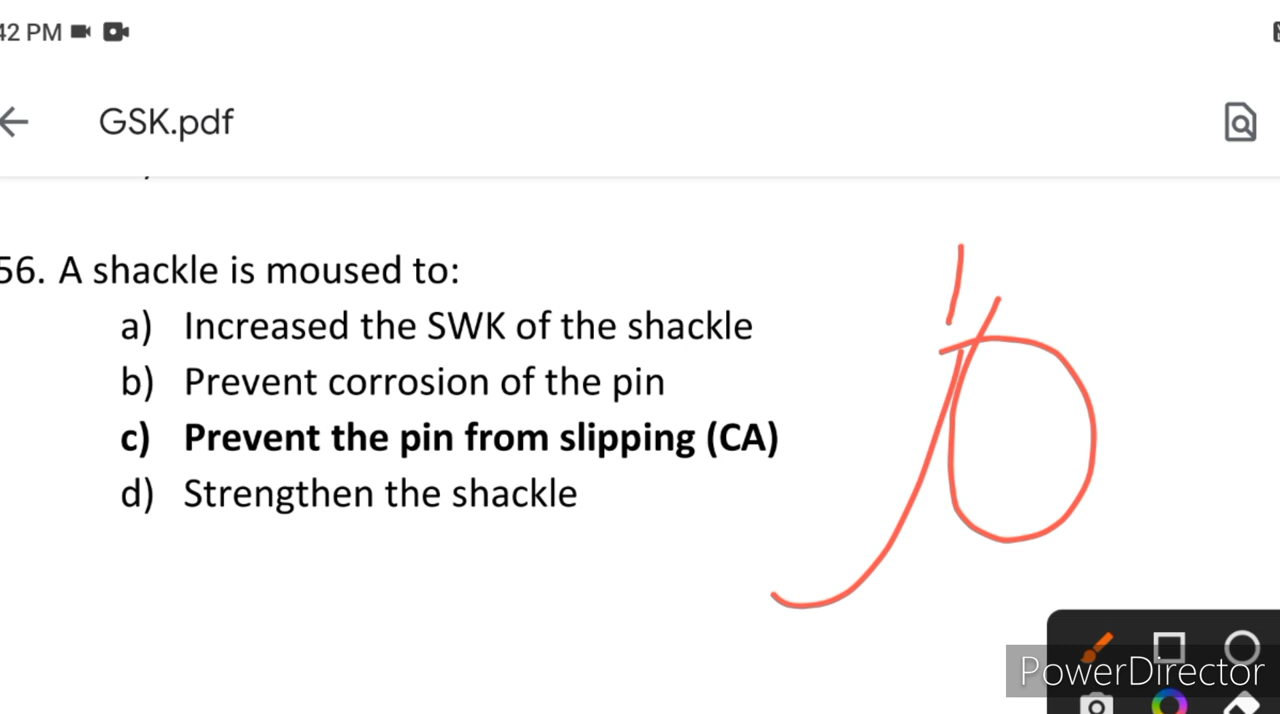 42 PM
GSK.pdf
56. A shackle is moused to:
a) Increased the SWK of the shackle
b) Prevent corrosion of the pin
c) Prevent the pin from slipping (CA)
d) Strengthen the shackle
PowerDirector